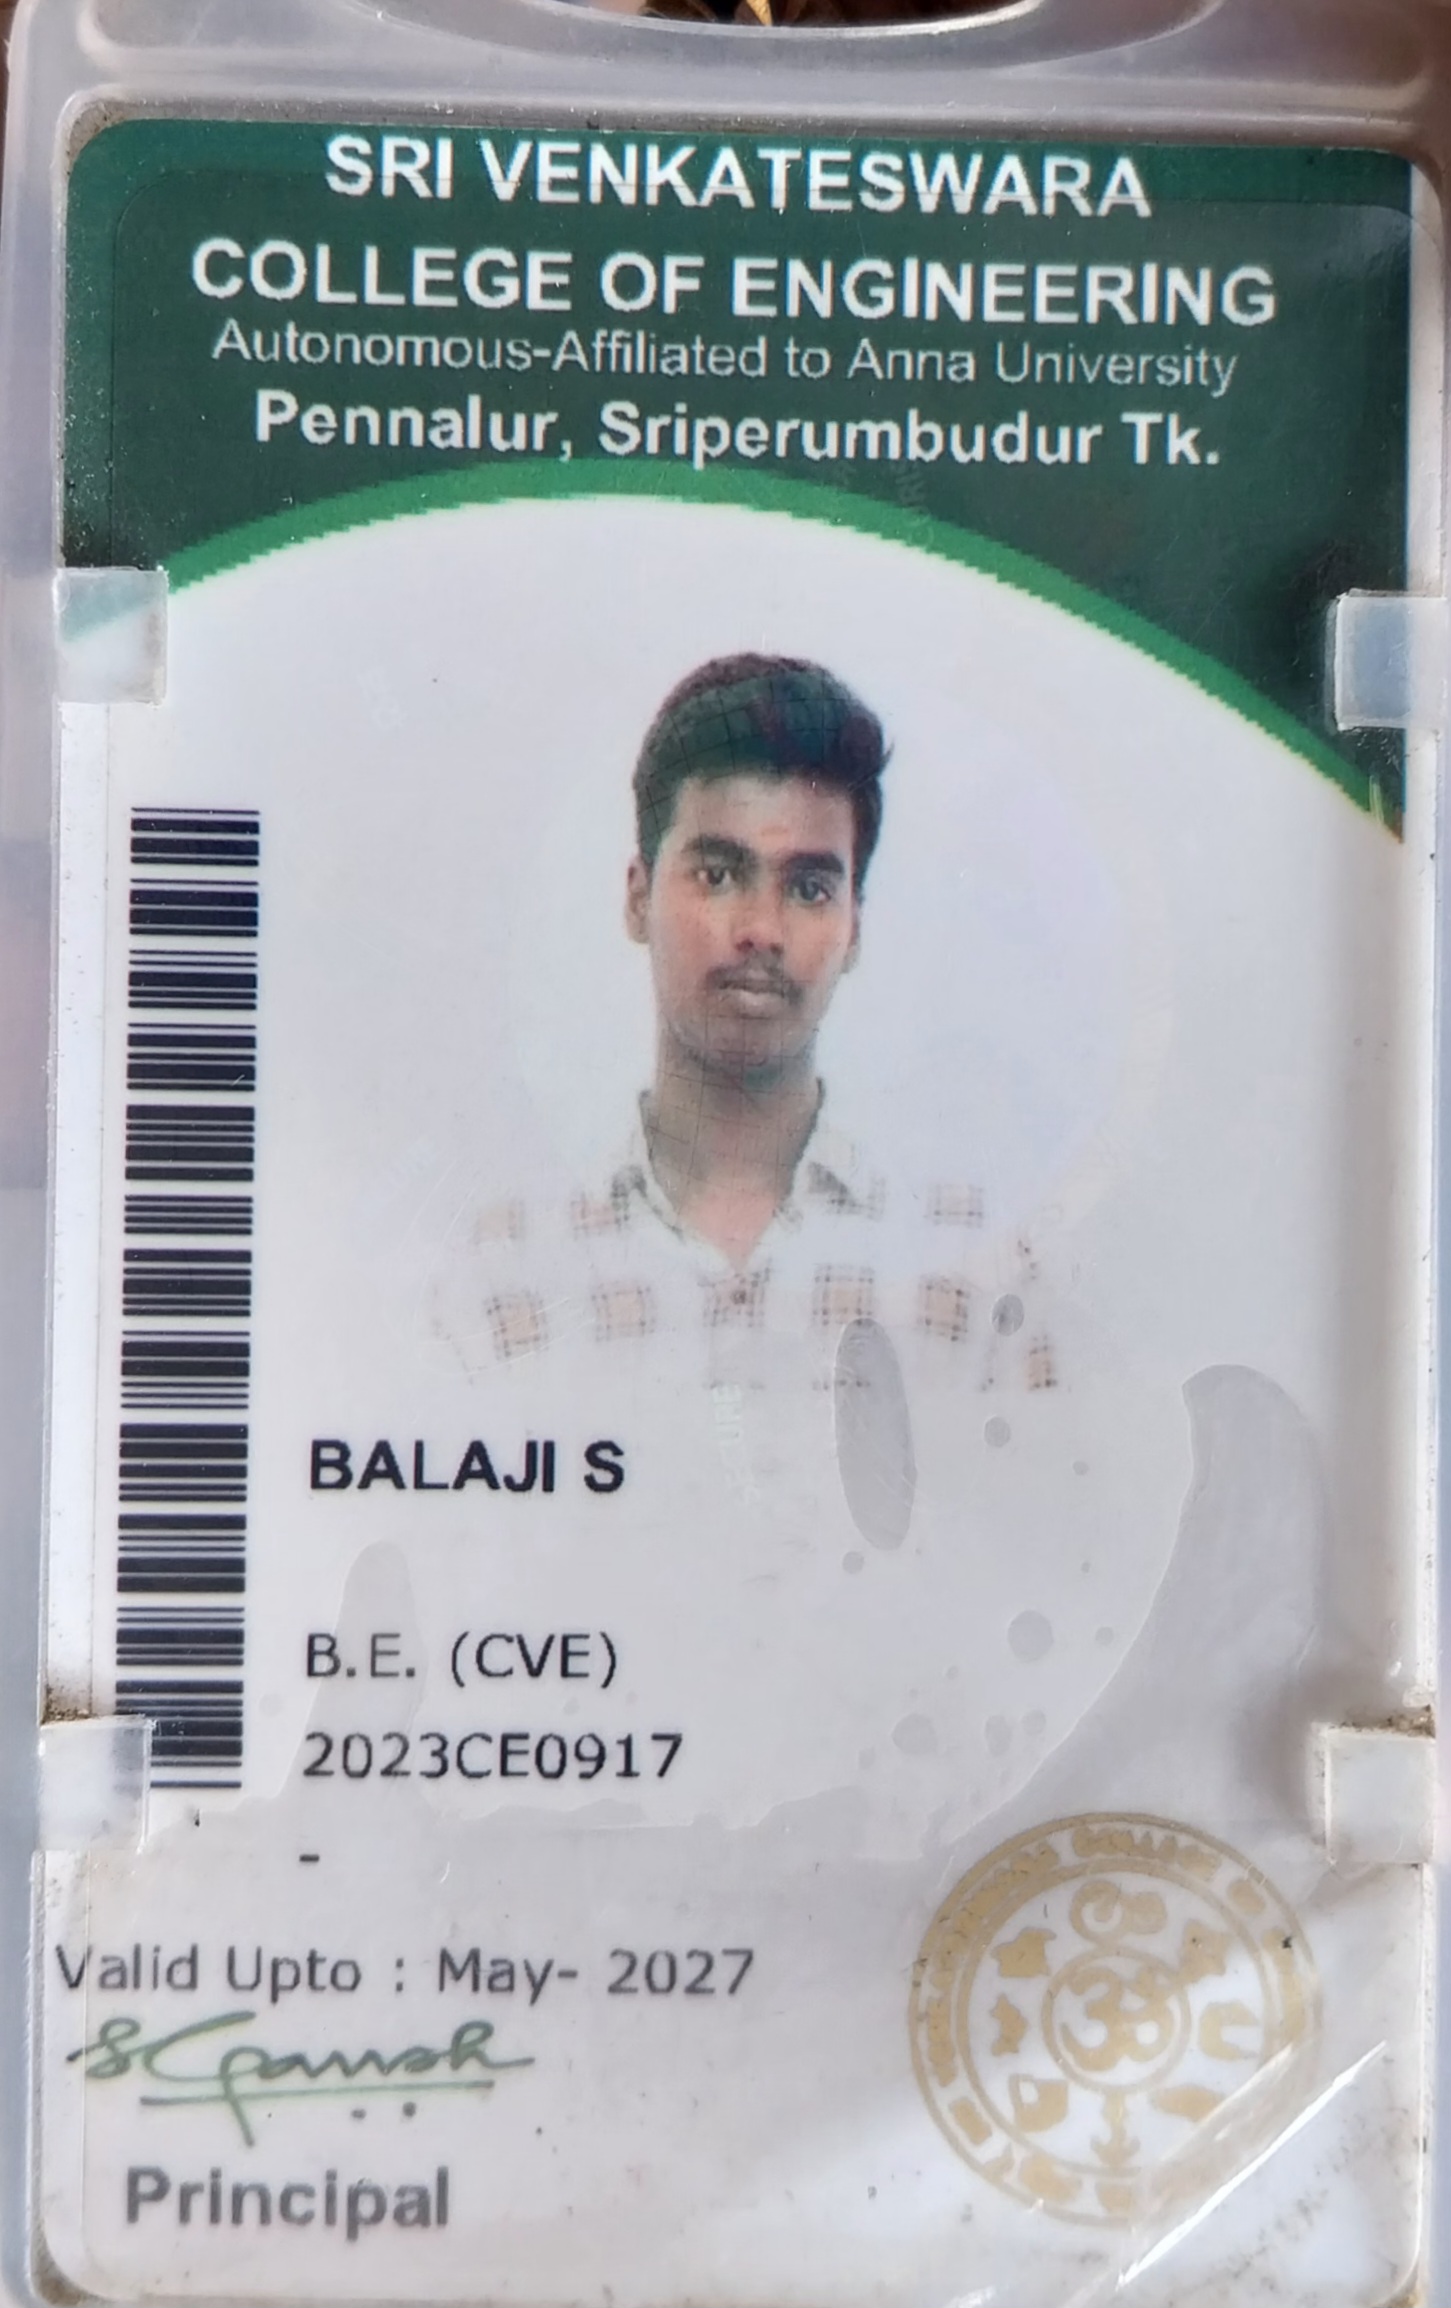 SRI VENKATESWARA
COLLEGE OF ENGINEERING
Autonomous-Affiliated to Anna University
Pennalur, Sriperumbudur Tk.
BALAJI S
B.E. (CVE)
2023CE0917
-
Valid Upto : May- 2027
Principal